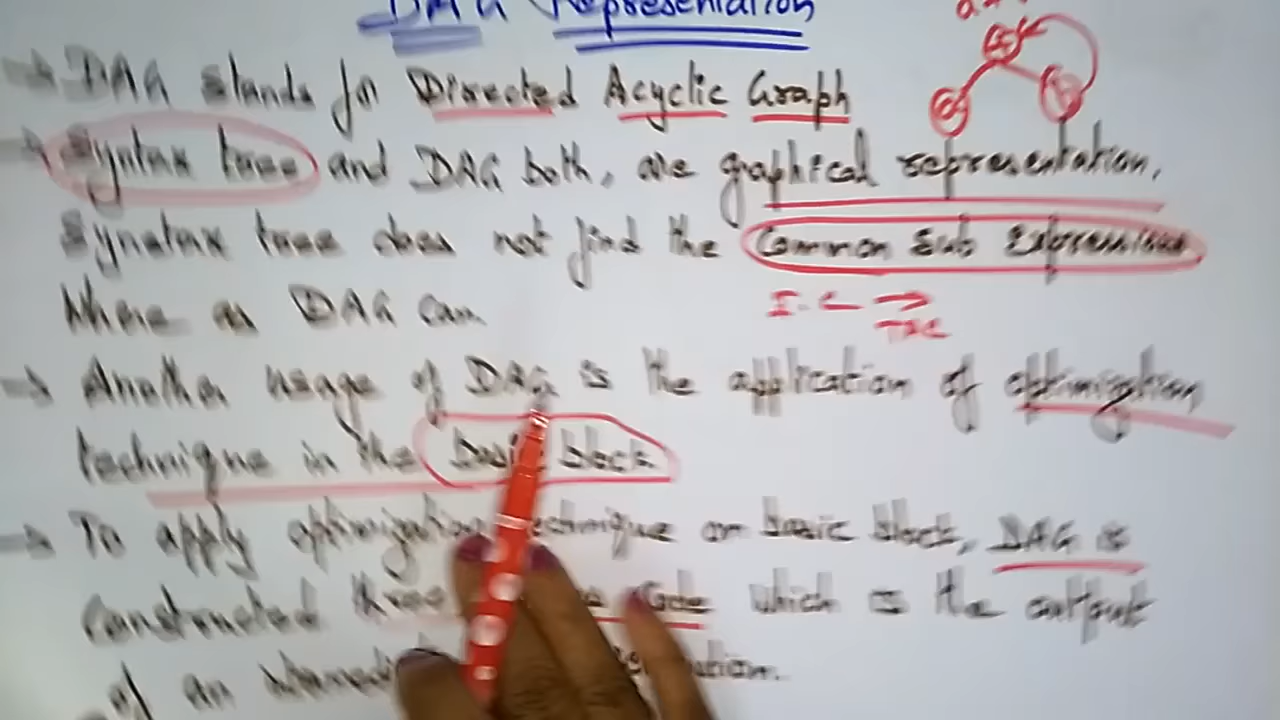 DAG Representation
→ DAG stands for Directed Acyclic Graph
→ Syntax tree and DAG both, are graphical representation,
Synatax tree does not find the Common Sub Expressions
Where as DAG Can
I.C → TAC
→ Another usage of DAG is the application of optimization
technique in the basic block
→ To apply optimization technique on basic block, DAG is
Constructed three Code which is the output
of an